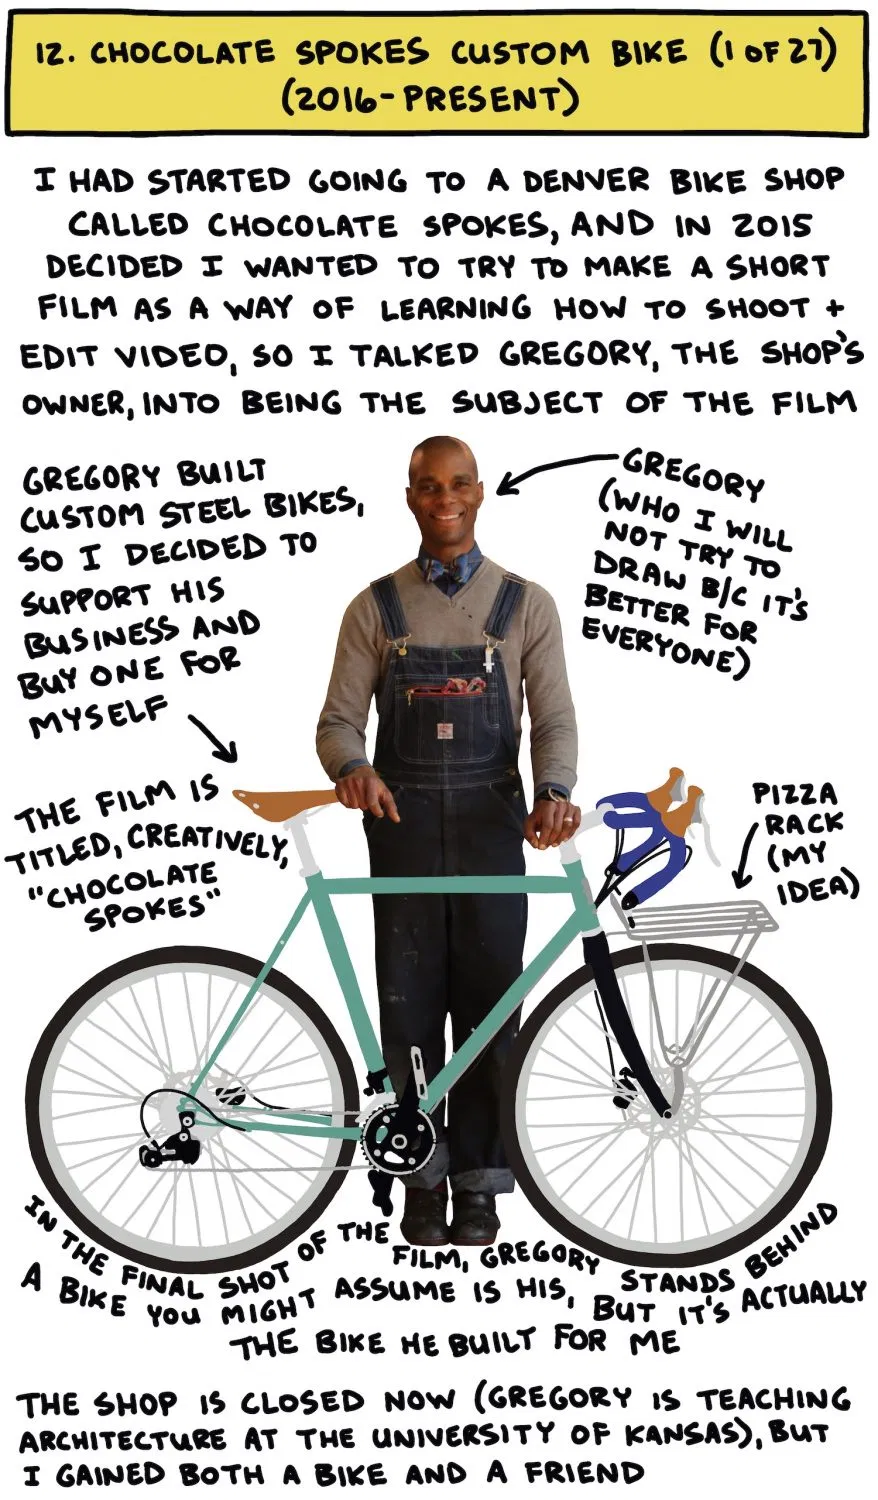 12. CHOCOLATE SPOKES CUSTOM BIKE (1 OF 27)
(2016-PRESENT)
I HAD STARTED GOING TO A DENVER BIKE SHOP
CALLED CHOCOLATE SPOKES, AND IN 2015
DECIDED I WANTED TO TRY TO MAKE A SHORT
FILM AS A WAY OF LEARNING HOW TO SHOOT +
EDIT VIDEO, SO I TALKED GREGORY, THE SHOP'S
OWNER, INTO BEING THE SUBJECT OF THE FILM
GREGORY BUILT
CUSTOM STEEL BIKES,
SO I DECIDED TO
SUPPORT HIS
BUSINESS AND
BUY ONE FOR
MYSELF
GREGORY
(WHO I WILL
NOT TRY TO
DRAW B/C IT'S
BETTER FOR
EVERYONE)
THE FILM IS
TITLED, CREATIVELY,
"CHOCOLATE
SPOKES"
PIZZA
RACK
(MY
IDEA)
IN THE FINAL SHOT OF THE FILM, GREGORY STANDS BEHIND
A BIKE YOU MIGHT ASSUME IS HIS, BUT IT'S ACTUALLY
THE BIKE HE BUILT FOR ME
THE SHOP IS CLOSED NOW (GREGORY IS TEACHING
ARCHITECTURE AT THE UNIVERSITY OF KANSAS), BUT
I GAINED BOTH A BIKE AND A FRIEND